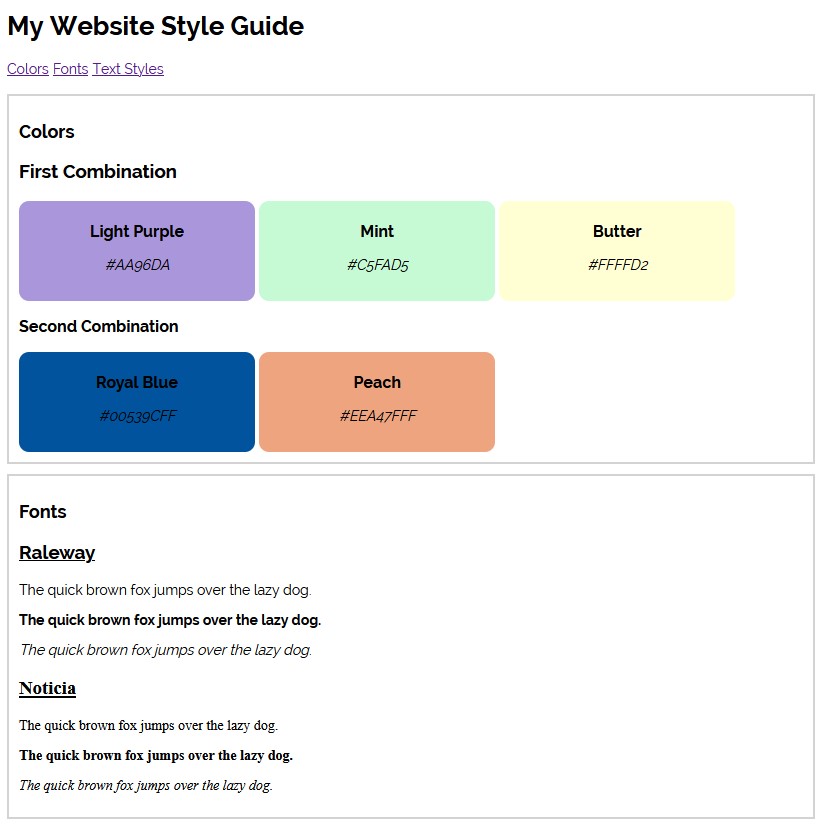 My Website Style Guide
Colors Fonts Text Styles
Colors
First Combination
Light Purple Mint Butter
#AA96DA #C5FAD5 #FFFFD2
Second Combination
Royal Blue Peach
#00539CFF #EEA47FFF
Fonts
Raleway
The quick brown fox jumps over the lazy dog.
The quick brown fox jumps over the lazy dog.
The quick brown fox jumps over the lazy dog.
Noticia
The quick brown fox jumps over the lazy dog.
The quick brown fox jumps over the lazy dog.
The quick brown fox jumps over the lazy dog.